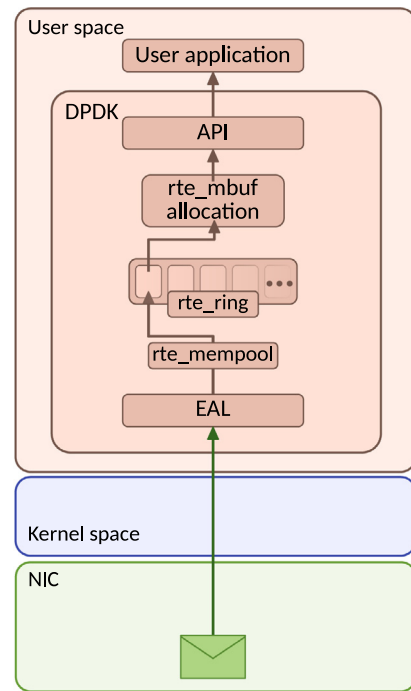 User space
User application
DPDK
API
rte_mbuf
allocation
rte_ring
rte_mempool
EAL
Kernel space
NIC